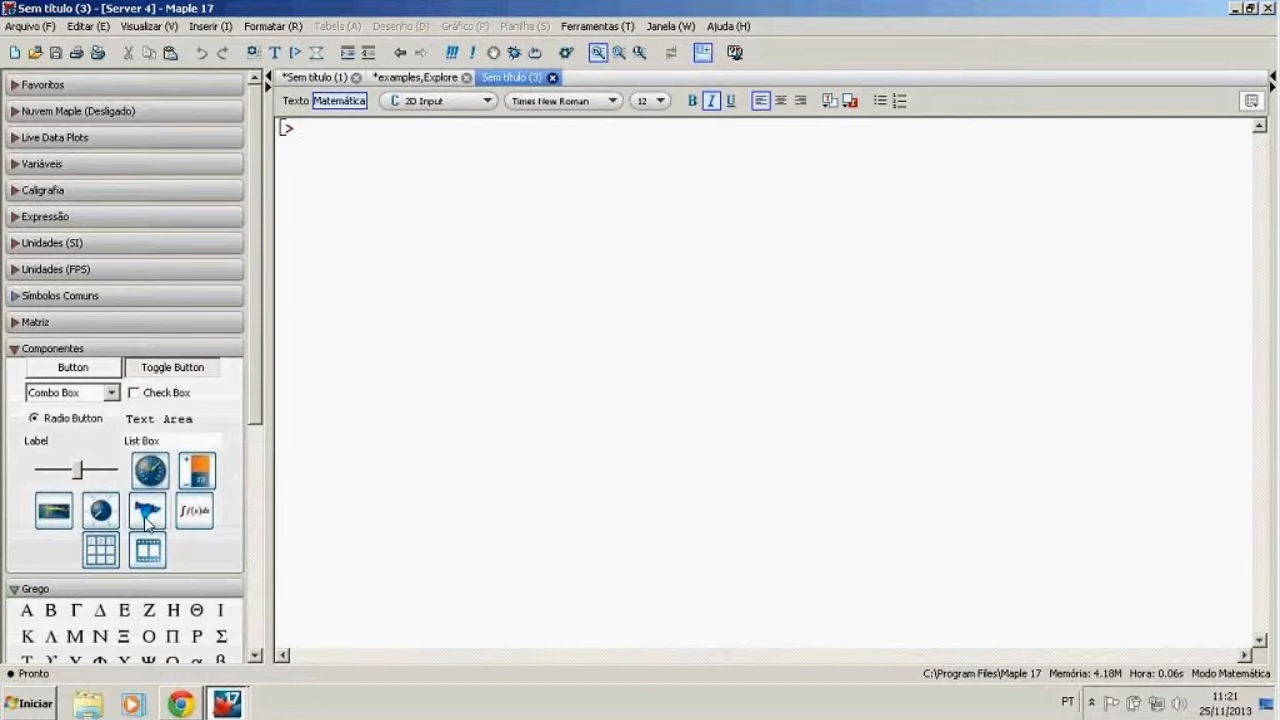 Sem título (3) - [Server 4] - Maple 17
Arquivo (F) Editar (E) Visualizar (V) Inserir (I) Formatar (R) Tabela (A) Desenho (D) Gráfico (P) Planilha (S) Ferramentas (T) Janela (W) Ajuda (H)
Favoritos
*Sem título (1) *examples,Explore Sem título (3)
Nuvem Maple (Desligado)
Texto Matemática C 2D Input Times New Roman 12 B I U
Live Data Plots
[>
Variáveis
Caligrafia
Expressão
Unidades (SI)
Unidades (FPS)
Símbolos Comuns
Matriz
Componentes
Button Toggle Button
Combo Box Check Box
Radio Button Text Area
Label List Box
∫f(x)dx
Grego
Α Β Γ Δ Ε Ζ Η Θ Ι
Κ Λ Μ Ν Ξ Ο Π Ρ Σ
Τ Υ Χ Φ Υ Ψ Ω α β
Pronto
C:\Program Files\Maple 17 Memória: 4.18M Hora: 0.06s Modo Matemática
Iniciar
17
PT
11:21
25/11/2013